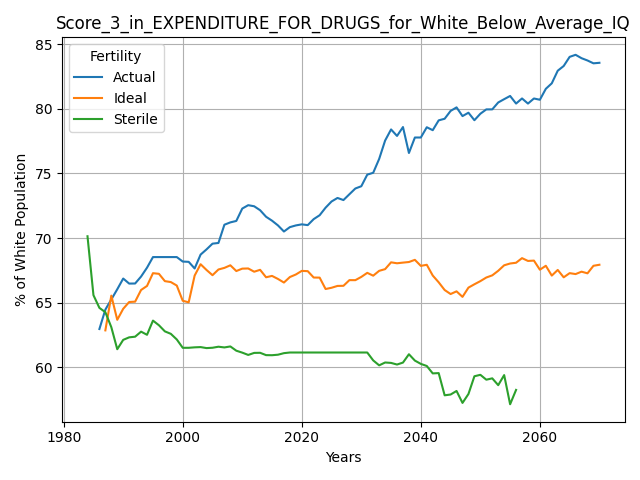 Score_3_in_EXPENDITURE_FOR_DRUGS_for_White_Below_Average_IQ
85
80
75
70
65
60
% of White Population
Fertility
Actual
Ideal
Sterile
1980
2000
2020
2040
2060
Years